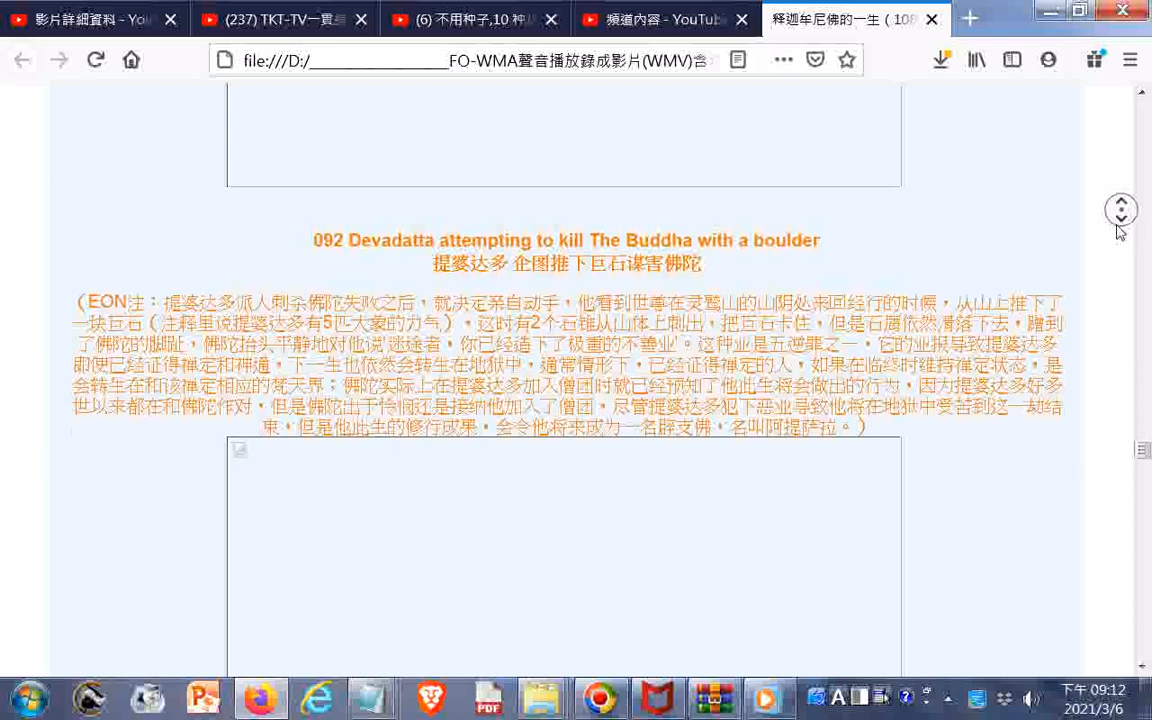 影片詳細資料 - Yo
(237) TKT-TV一貫
(6) 不用种子,10 种
頻道內容 - YouTub
释迦牟尼佛的一生（108
file:///D:/________________FO-WMA聲音播放錄成影片(WMV)含
092 Devadatta attempting to kill The Buddha with a boulder
提婆达多 企图推下巨石谋害佛陀
（EON注：提婆达多派人刺杀佛陀失败之后，就决定亲自动手，他看到世尊在灵鹫山的山阴处来回经行的时候，从山上推下了
一块巨石（注释里说提婆达多有5匹大象的力气），这时有2个石锥从山体上刺出，把巨石卡住，但是石屑依然滑落下去，蹭到
了佛陀的脚趾，佛陀抬头平静地对他说'迷途者，你已经造下了极重的不善业'。这种业是五逆罪之一，它的业报导致提婆达多
即便已经证得禅定和神通，下一生也依然会转生在地狱中，通常情形下，已经证得禅定的人，如果在临终时维持禅定状态，是
会转生在和该禅定相应的梵天界；佛陀实际上在提婆达多加入僧团时就已经预知了他此生将会做出的行为，因为提婆达多好多
世以来都在和佛陀作对，但是佛陀出于怜悯还是接纳他加入了僧团，尽管提婆达多犯下恶业导致他将在地狱中受苦到这一劫结
束，但是他此生的修行成果，会令他将来成为一名辟支佛，名叫阿提萨拉。）
PDF
A
下午 09:12
2021/3/6